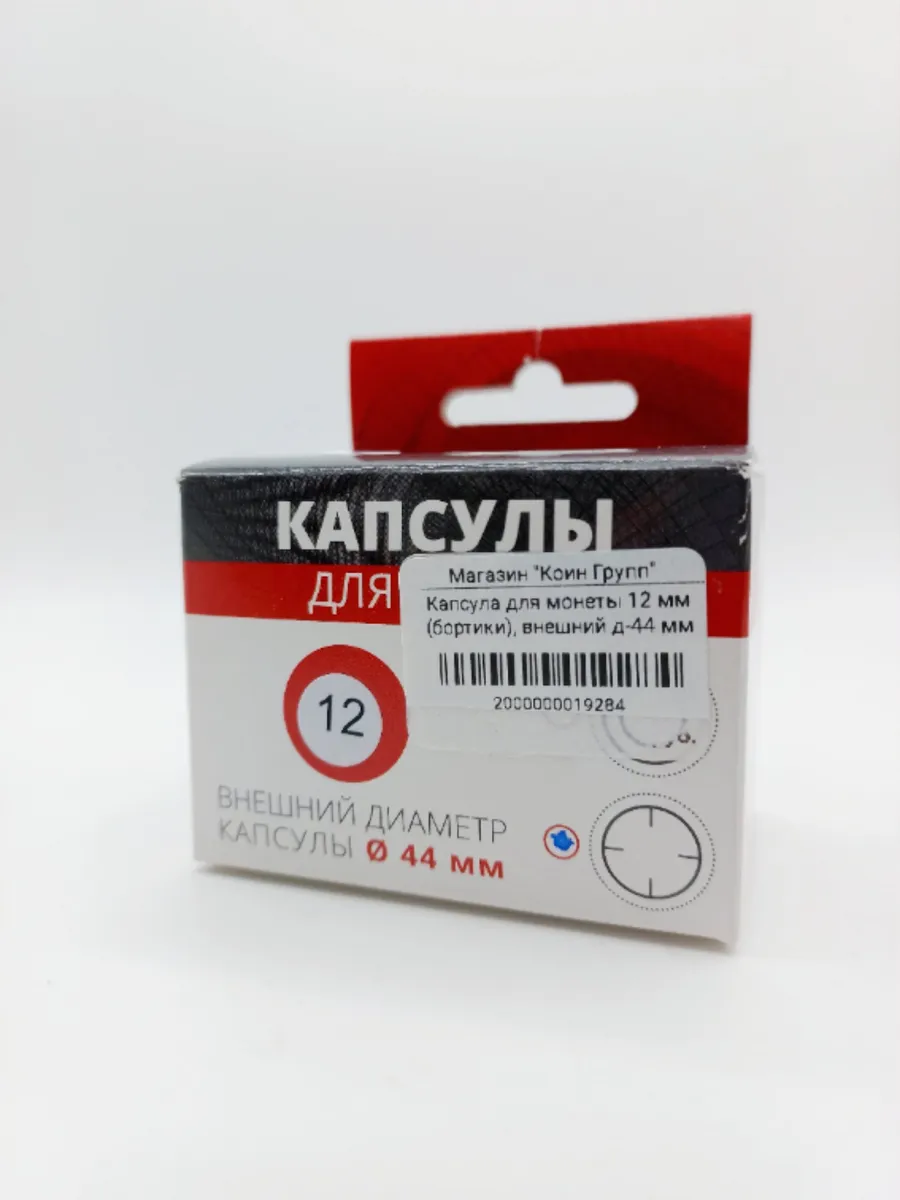 КАПСУЛЫ
ДЛЯ
Магазин "Коин Групп"
Капсула для монеты 12 мм
(бортики), внешний д-44 мм
2000000019284
12
ВНЕШНИЙ ДИАМЕТР
КАПСУЛЫ Ø 44 мм